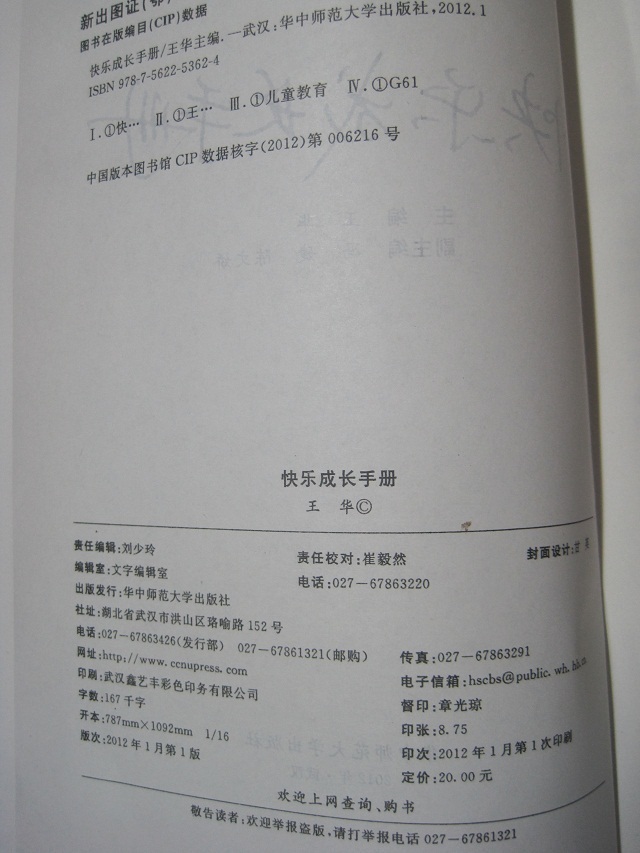 新出图证(鄂)
图书在版编目(CIP)数据
快乐成长手册/王华主编.—武汉:华中师范大学出版社,2012.1
ISBN 978-7-5622-5362-4
Ⅰ.①快… Ⅱ.①王… Ⅲ.①儿童教育 Ⅳ.①G61
中国版本图书馆CIP数据核字(2012)第006216号
快乐成长手册
王 华©
责任编辑:刘少玲 责任校对:崔毅然 封面设计:甘
编辑室:文字编辑室 电话:027-67863220
出版发行:华中师范大学出版社
社址:湖北省武汉市洪山区珞喻路152号
电话:027-67863426(发行部) 027-67861321(邮购) 传真:027-67863291
网址:http://www.ccnupress.com 电子信箱:hscbs@public.wh.hb.cn
印刷:武汉鑫艺丰彩色印务有限公司 督印:章光琼
字数:167千字 印张:8.75
开本:787mm×1092mm 1/16 印次:2012年1月第1次印刷
版次:2012年1月第1版 定价:20.00元
欢迎上网查询、购书
敬告读者:欢迎举报盗版,请打举报电话027-67861321